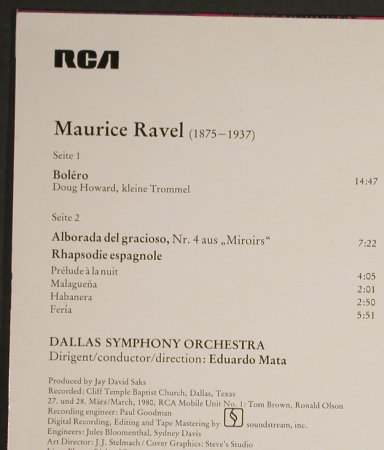 RCA
Maurice Ravel (1875–1937)
Seite 1
Boléro 14:47
Doug Howard, kleine Trommel
Seite 2
Alborada del gracioso, Nr. 4 aus „Miroirs“ 7:22
Rhapsodie espagnole
Prélude à la nuit 4:05
Malagueña 2:01
Habanera 2:50
Feria 5:51
DALLAS SYMPHONY ORCHESTRA
Dirigent/conductor/direction: Eduardo Mata
Produced by Jay David Saks
Recorded: Cliff Temple Baptist Church, Dallas, Texas
27. und 28. März/March, 1980, RCA Mobile Unit No. 1: Tom Brown, Ronald Olson
Recording engineer: Paul Goodman
Digital Recording, Editing and Tape Mastering by S soundstream, inc.
Engineers: Jules Bloomenthal, Sydney Davis
Art Director: J.J. Stelmach / Cover Graphics: Steve's Studio